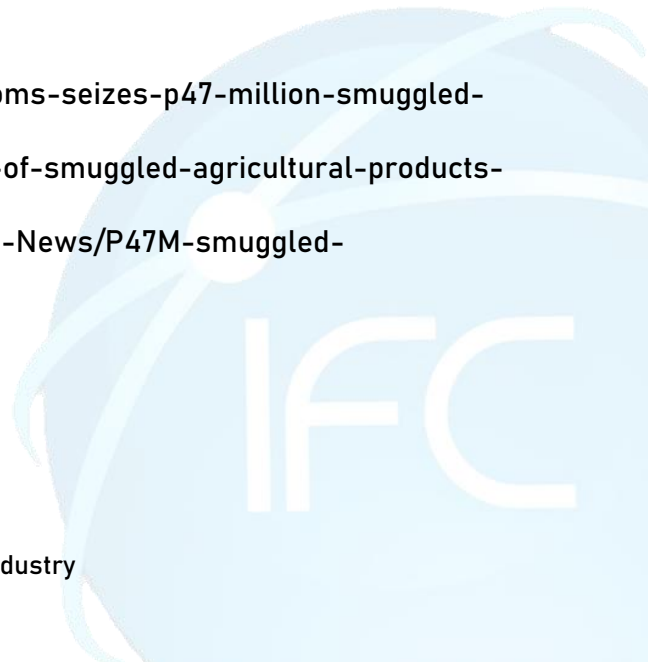 oms-seizes-p47-million-smuggled-
-of-smuggled-agricultural-products-
-News/P47M-smuggled-
IFC
dustry